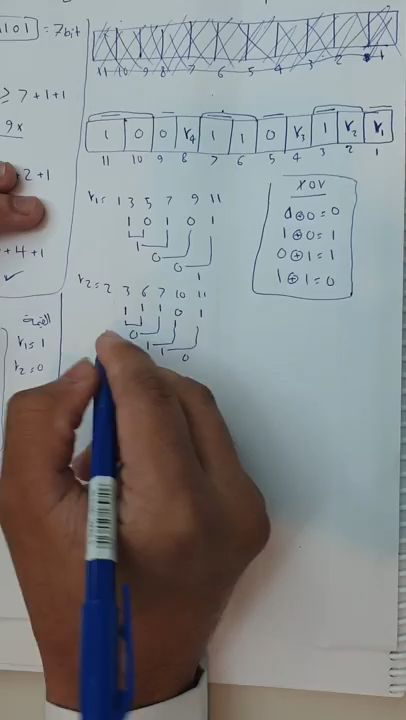 1101 = 7bit
11 10 9 8 7 6 5 4 3 2 1
≥ 7+1+1
9x
1 0 0 r4 1 1 0 r3 1 r2 r1
11 10 9 8 7 6 5 4 3 2 1
+2+1
r1= 1 3 5 7 9 11
1 0 1 0 1
1
0
0
1
XOV
0⊕0=0
1⊕0=1
0⊕1=1
1⊕1=0
+4+1
✓
r2= 2 3 6 7 10 11
1 1 1 0 1
0
1
1
0
r1=1
r2=0